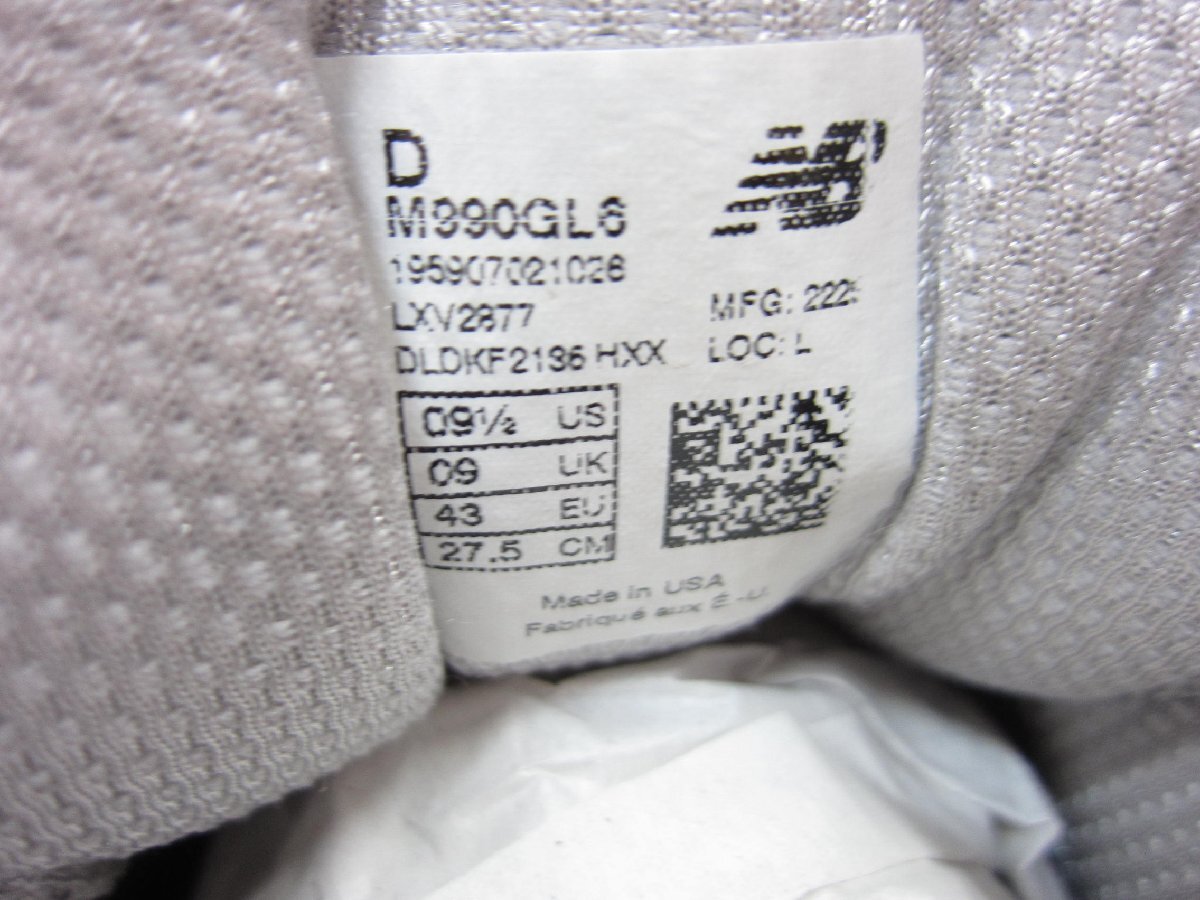 D
M990GL6
195907021026
LXV2877
MFG: 222
DLDKF2136 HXX
LOC: L
09½ US
09 UK
43 EU
27.5 CM
Made in USA
Fabriqué aux É.-U.